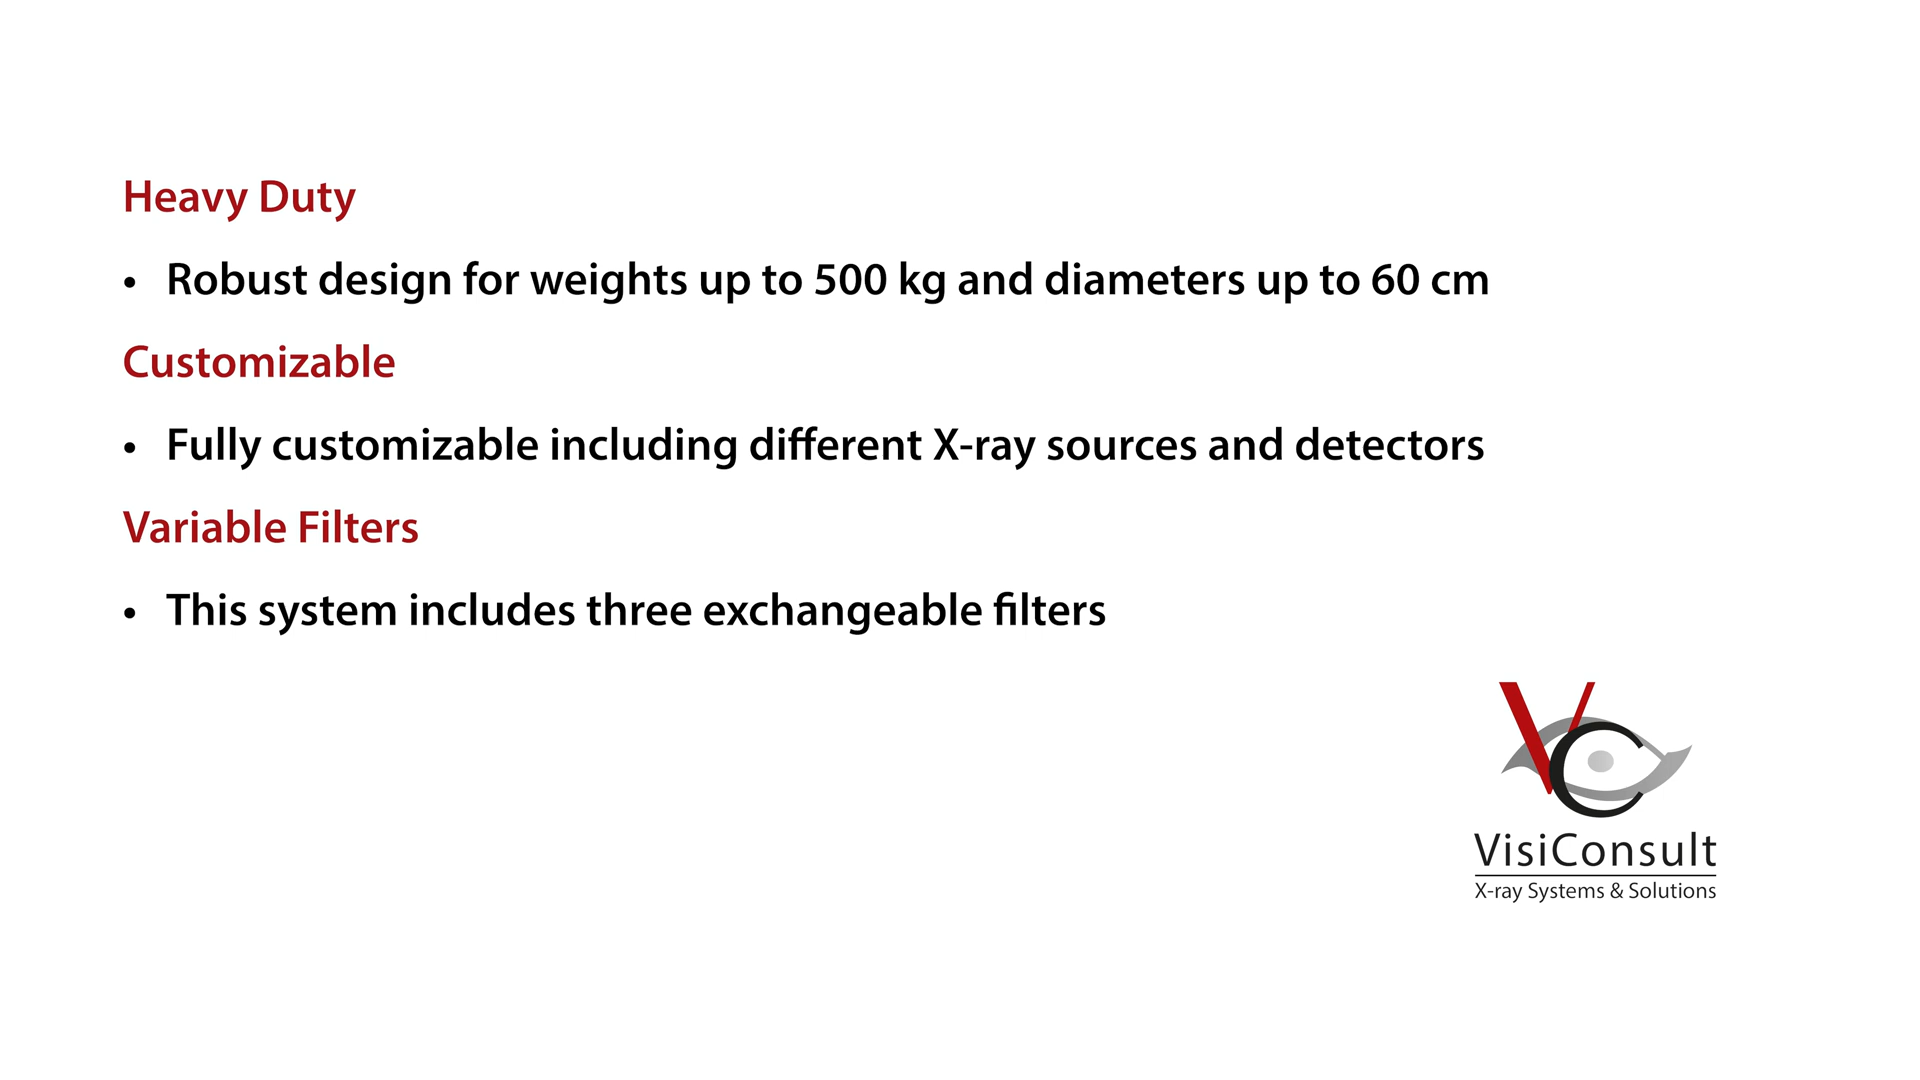 Heavy Duty
• Robust design for weights up to 500 kg and diameters up to 60 cm
Customizable
• Fully customizable including different X-ray sources and detectors
Variable Filters
• This system includes three exchangeable filters
VC
VisiConsult
X-ray Systems & Solutions